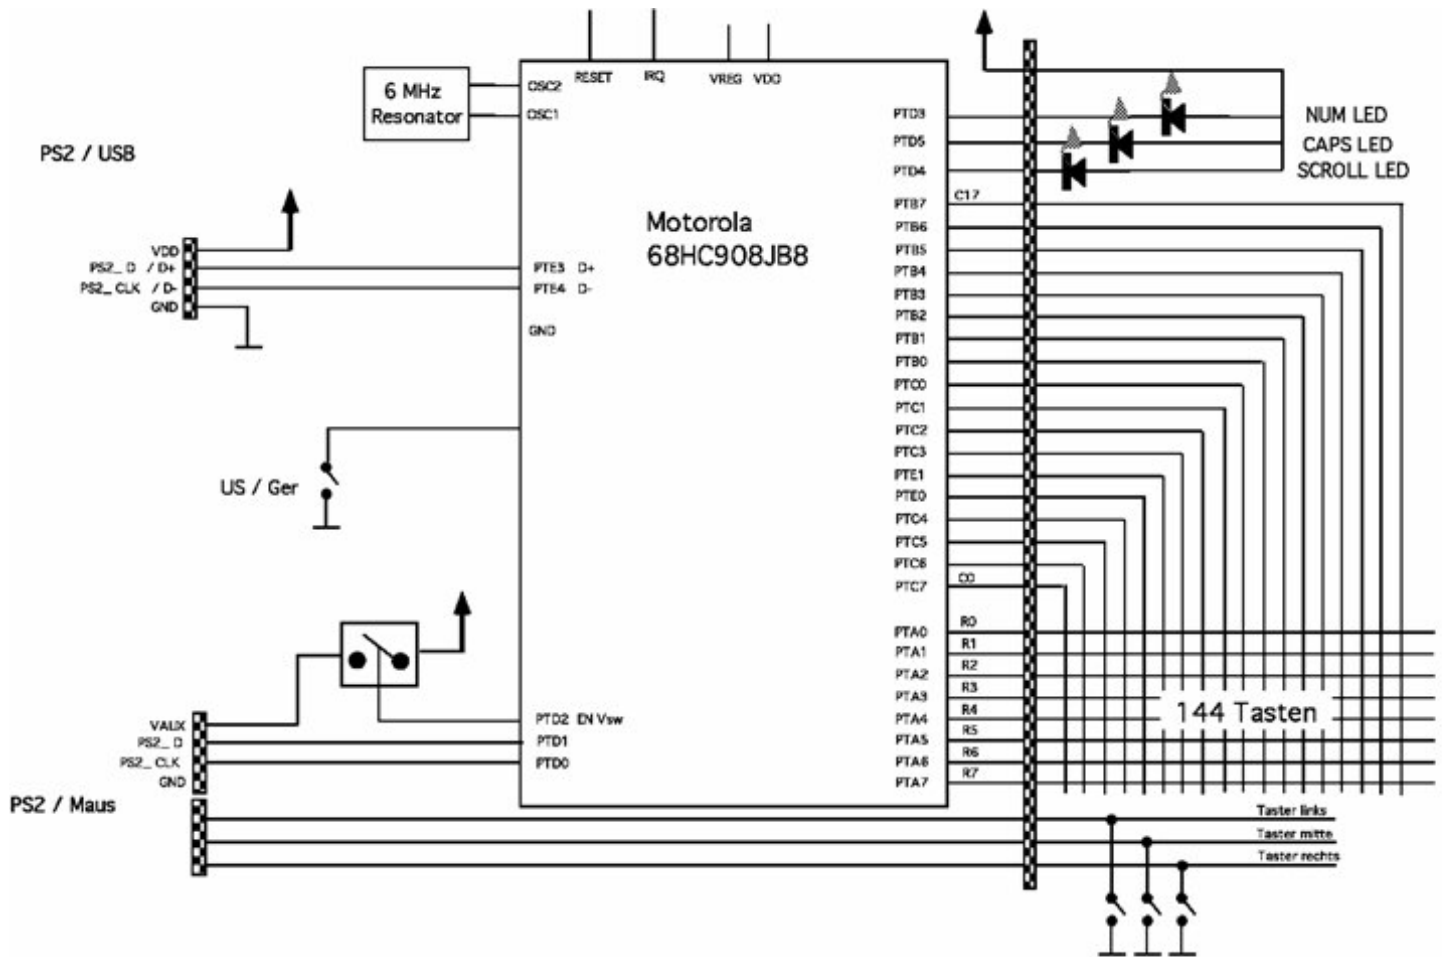 RESET IRQ VREG VDD
6 MHz
Resonator
OSC2
OSC1
PS2 / USB
VDD
PS2_ D / D+
PS2_ CLK / D-
GND
PTE3 D+
PTE4 D-
GND
Motorola
68HC908JB8
US / Ger
VAUX
PS2_ D
PS2_ CLK
GND
PTD2 EN Vsw
PTD1
PTD0
PS2 / Maus
PTD3
PTD5
PTD4
NUM LED
CAPS LED
SCROLL LED
PTB7 C17
PTB6
PTB5
PTB4
PTB3
PTB2
PTB1
PTB0
PTC0
PTC1
PTC2
PTC3
PTE1
PTE0
PTC4
PTC5
PTC6
PTC7 C0
PTA0 R0
PTA1 R1
PTA2 R2
PTA3 R3
PTA4 R4
PTA5 R5
PTA6 R6
PTA7 R7
144 Tasten
Taster links
Taster mitte
Taster rechts